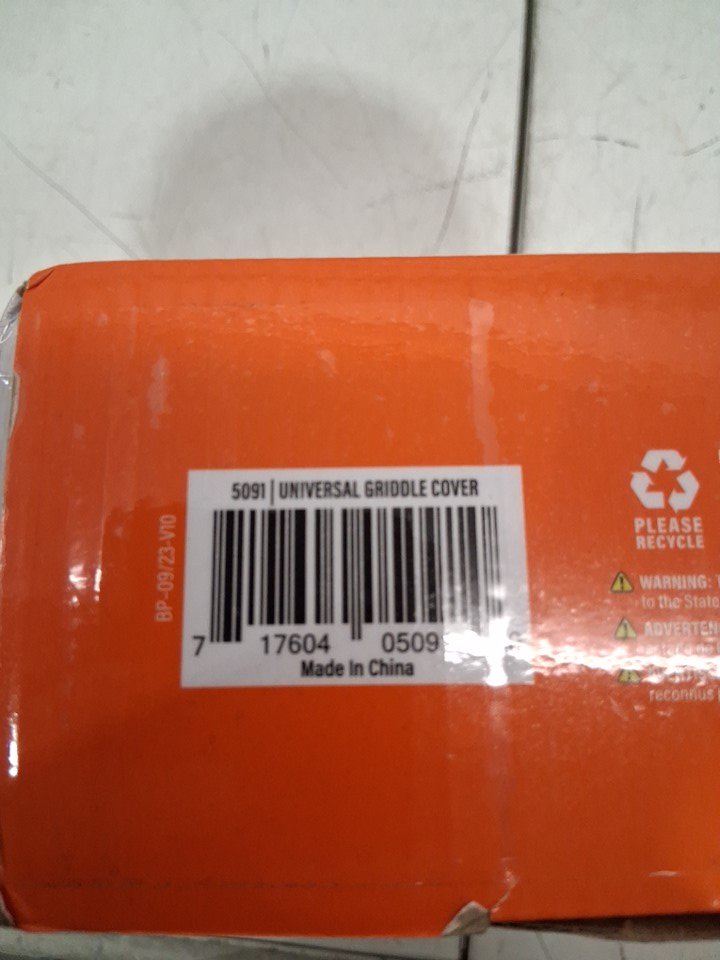 5091 | UNIVERSAL GRIDDLE COVER
7 17604 0509
Made In China
BP-09/23-V10
PLEASE
RECYCLE
WARNING:
to the State
reconnus